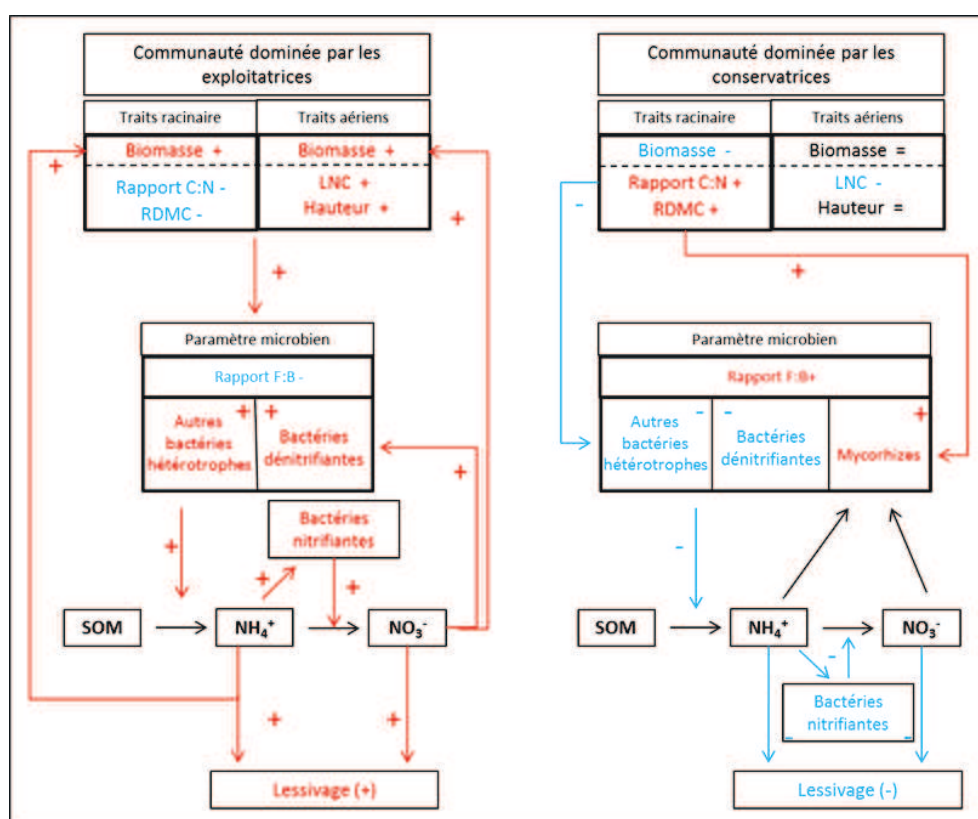 Communauté dominée par les
exploitatrices
Traits racinaire
Traits aériens
Biomasse +
Biomasse +
Rapport C:N -
RDMC -
LNC +
Hauteur +
+
+
+
Paramètre microbien
Rapport F:B -
+
+
Autres
bactéries
hétérotrophes
Bactéries
dénitrifiantes
+
Bactéries
nitrifiantes
+
+
+
SOM
NH₄⁺
NO₃⁻
+
+
Lessivage (+)
Communauté dominée par les
conservatrices
Traits racinaire
Traits aériens
Biomasse -
Biomasse =
Rapport C:N +
RDMC +
LNC -
Hauteur =
-
+
Paramètre microbien
Rapport F:B+
-
-
+
Autres
bactéries
hétérotrophes
Bactéries
dénitrifiantes
Mycorhizes
-
SOM
NH₄⁺
NO₃⁻
-
Bactéries
nitrifiantes
-
-
Lessivage (-)